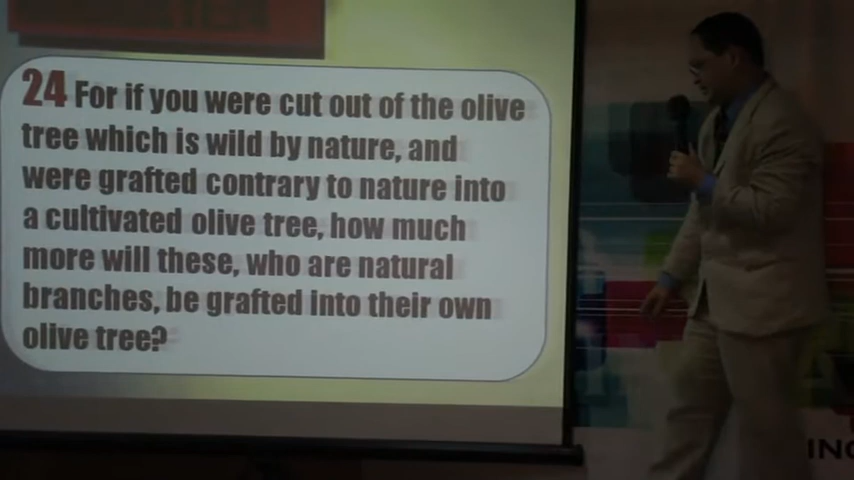 24 For if you were cut out of the olive
tree which is wild by nature, and
were grafted contrary to nature into
a cultivated olive tree, how much
more will these, who are natural
branches, be grafted into their own
olive tree?